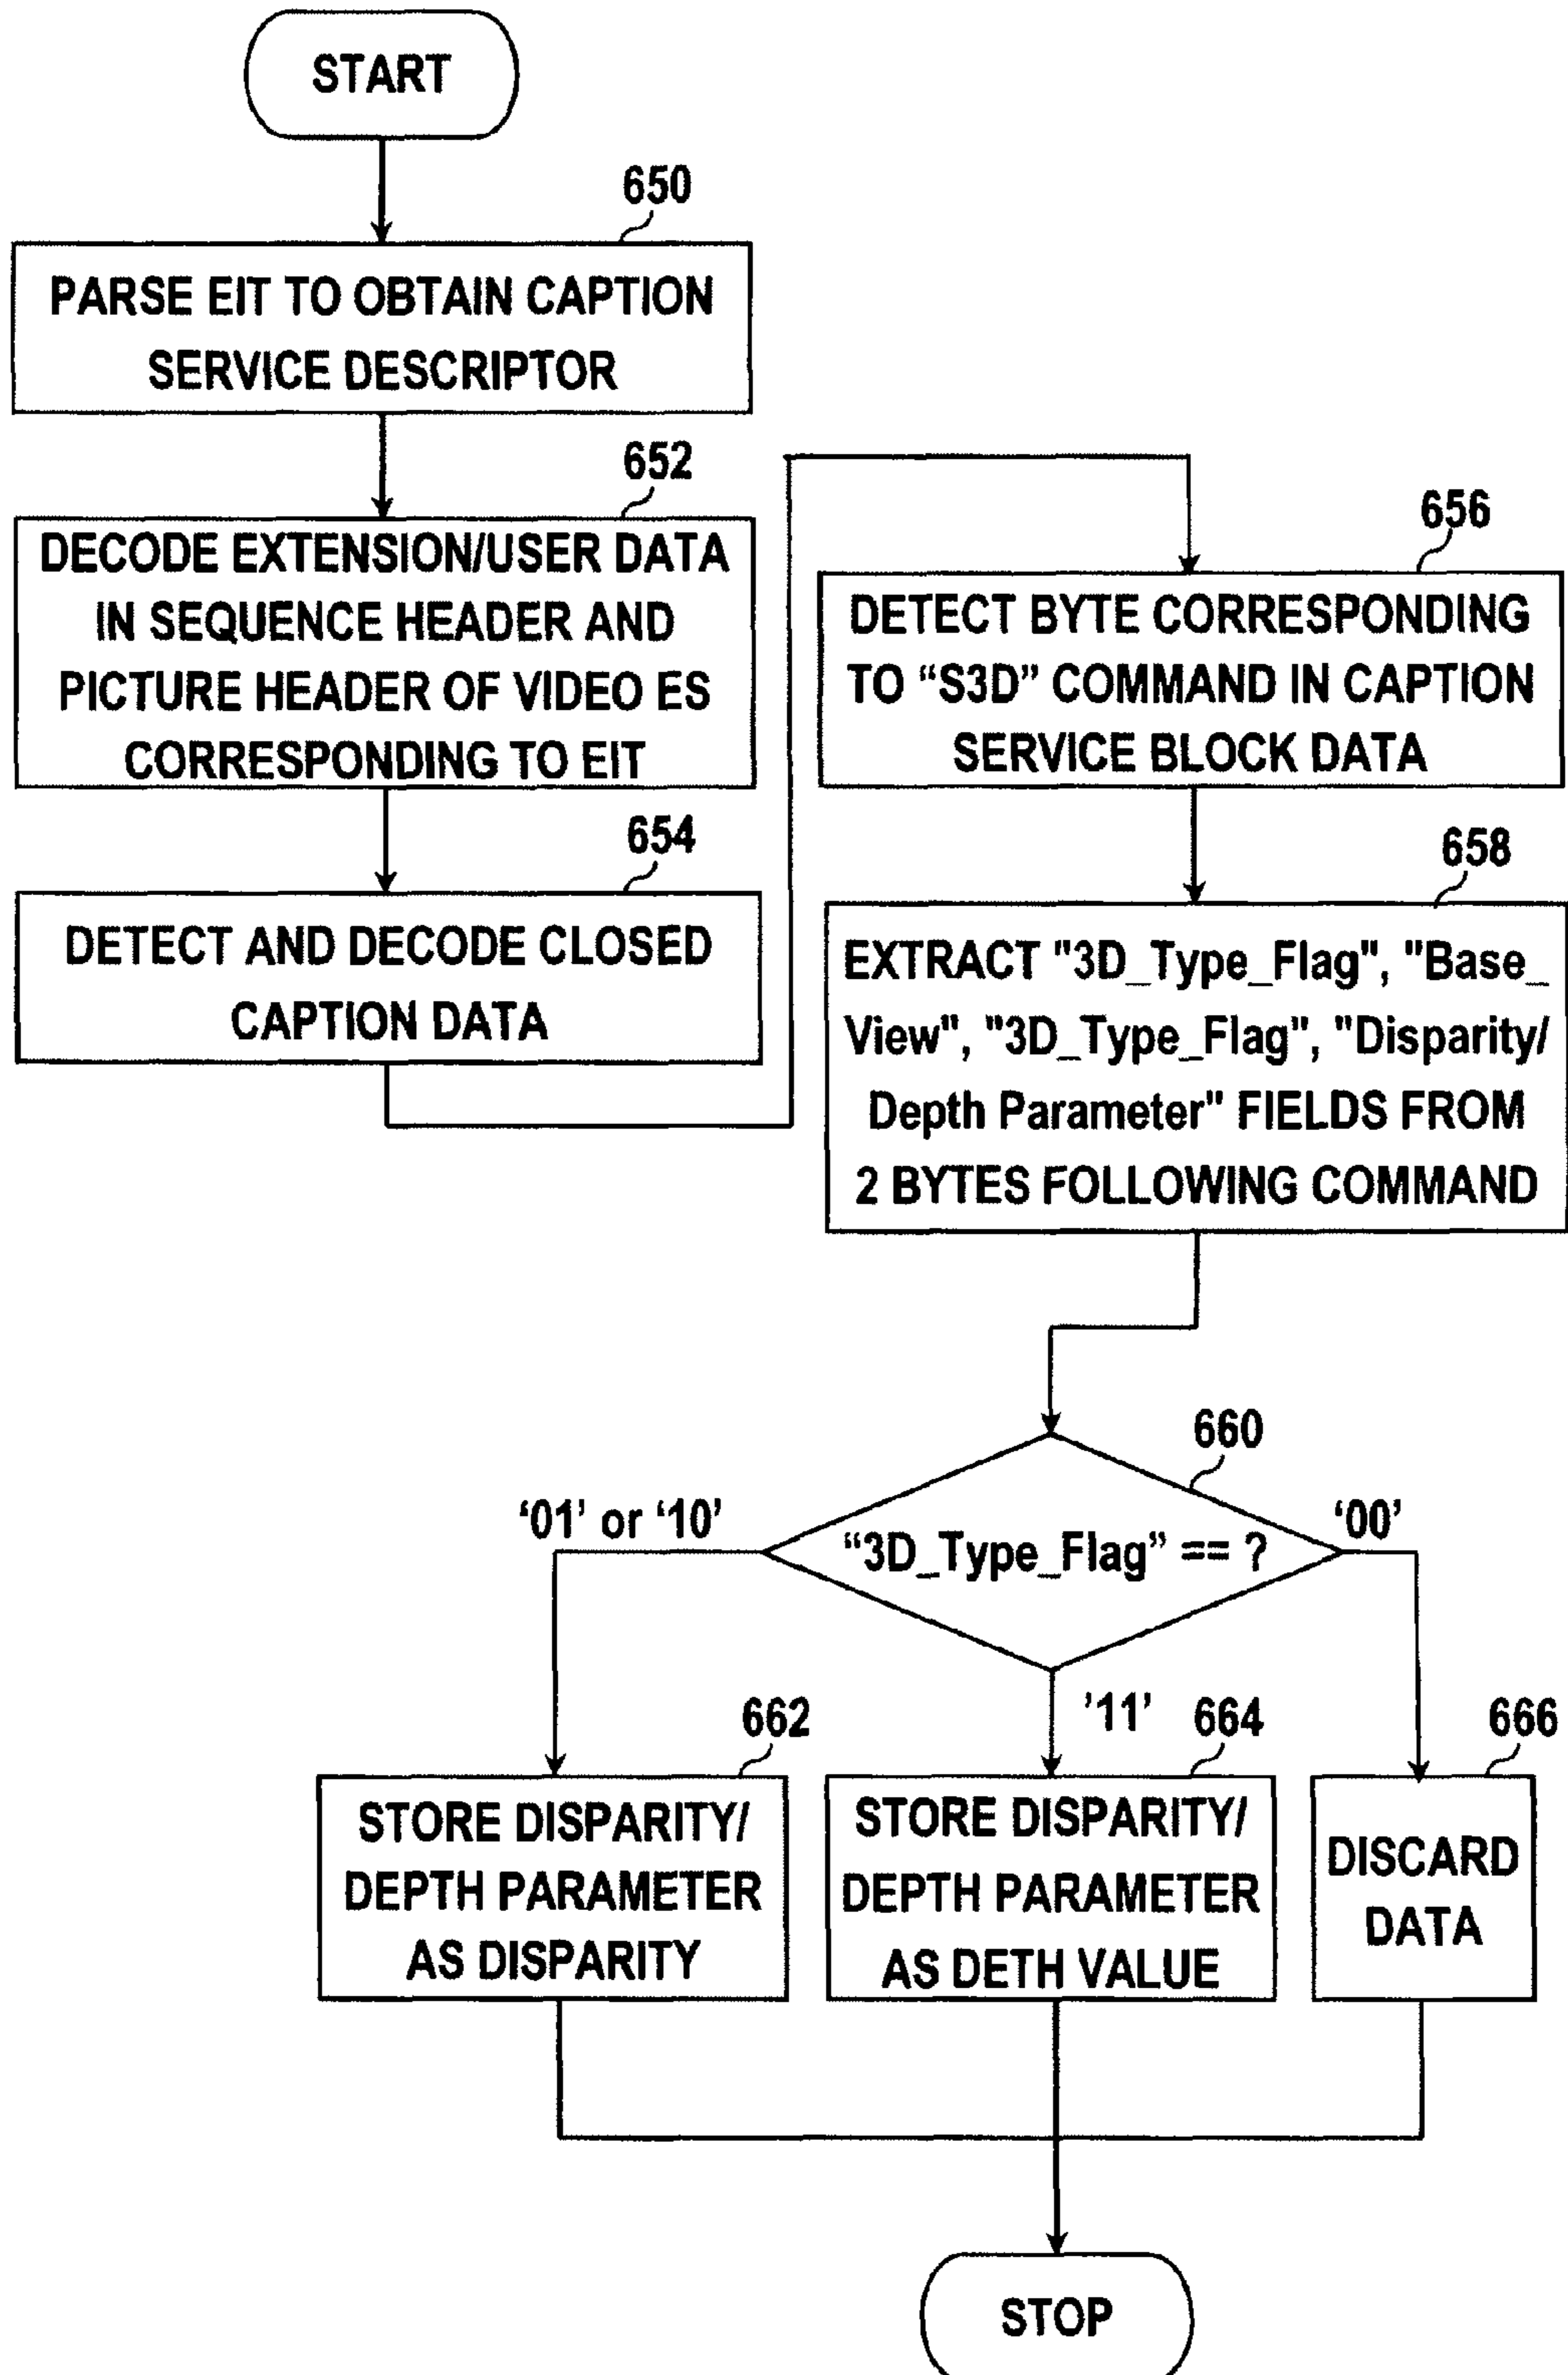 START
650
PARSE EIT TO OBTAIN CAPTION
SERVICE DESCRIPTOR
652
DECODE EXTENSION/USER DATA
IN SEQUENCE HEADER AND
PICTURE HEADER OF VIDEO ES
CORRESPONDING TO EIT
654
DETECT AND DECODE CLOSED
CAPTION DATA
656
DETECT BYTE CORRESPONDING
TO “S3D” COMMAND IN CAPTION
SERVICE BLOCK DATA
658
EXTRACT "3D_Type_Flag", "Base_
View", "3D_Type_Flag", "Disparity/
Depth Parameter" FIELDS FROM
2 BYTES FOLLOWING COMMAND
660
“3D_Type_Flag” == ?
‘01’ or ‘10’
’11’
‘00’
662
STORE DISPARITY/
DEPTH PARAMETER
AS DISPARITY
664
STORE DISPARITY/
DEPTH PARAMETER
AS DETH VALUE
666
DISCARD
DATA
STOP